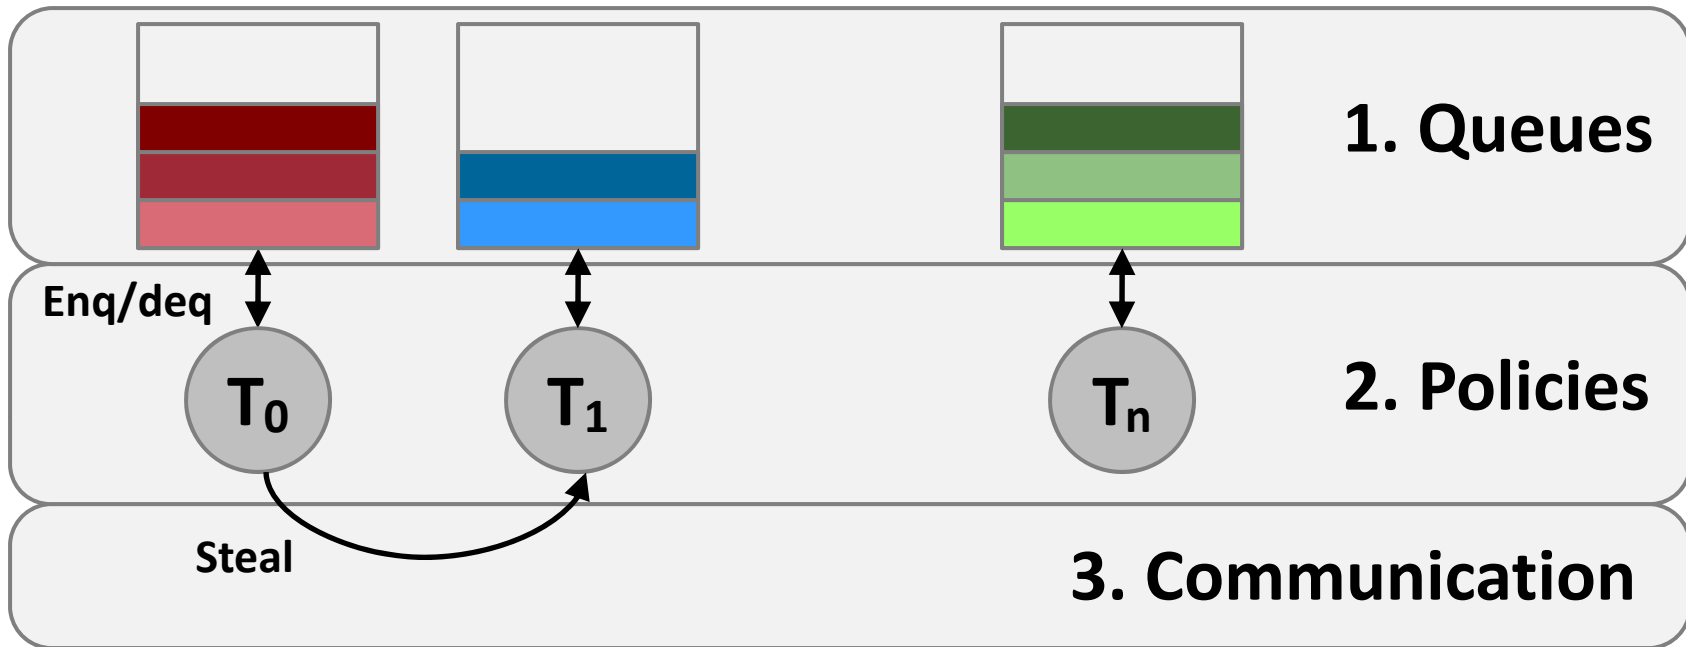 1. Queues
Enq/deq
T₀
T₁
Tₙ
2. Policies
Steal
3. Communication